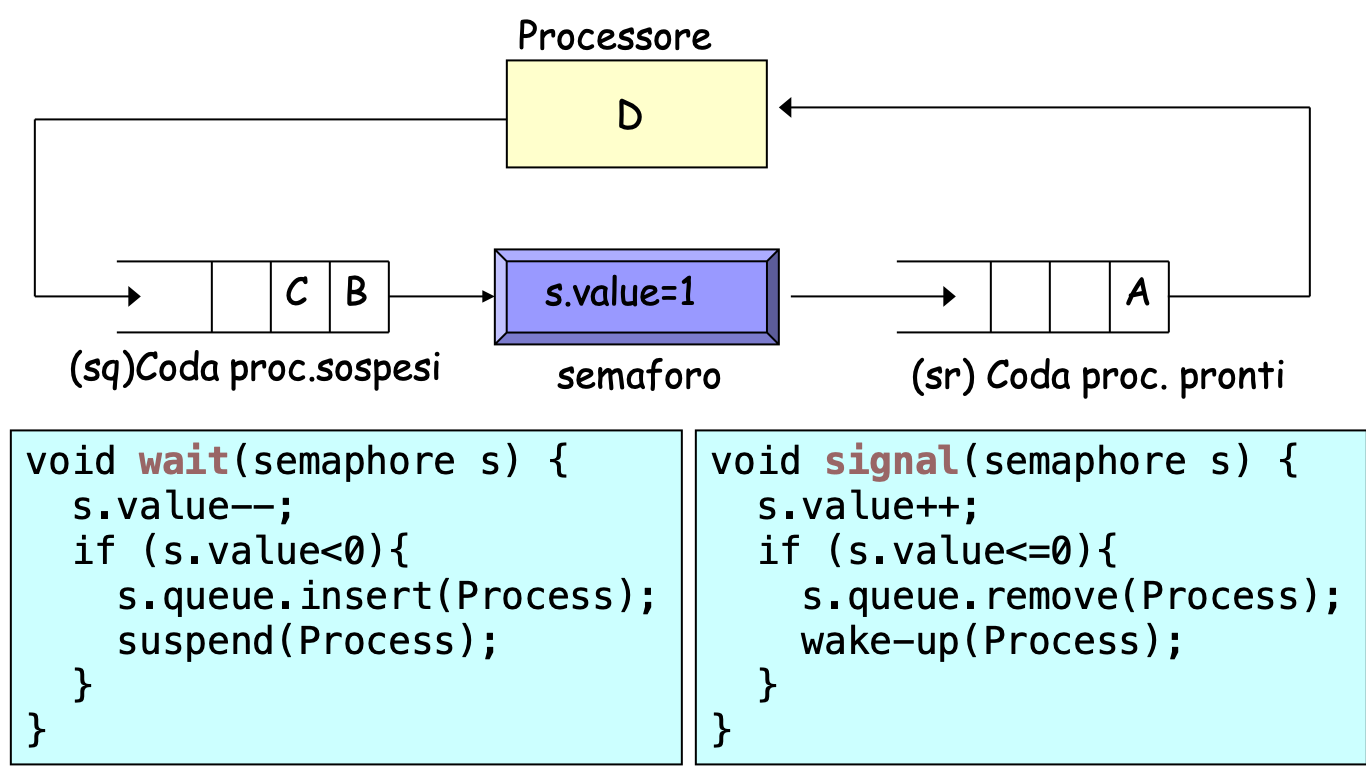 Processore
D
C B
s.value=1
A
(sq)Coda proc.sospesi
semaforo
(sr) Coda proc. pronti
void wait(semaphore s) {
s.value--;
if (s.value<0){
s.queue.insert(Process);
suspend(Process);
}
}
void signal(semaphore s) {
s.value++;
if (s.value<=0){
s.queue.remove(Process);
wake-up(Process);
}
}